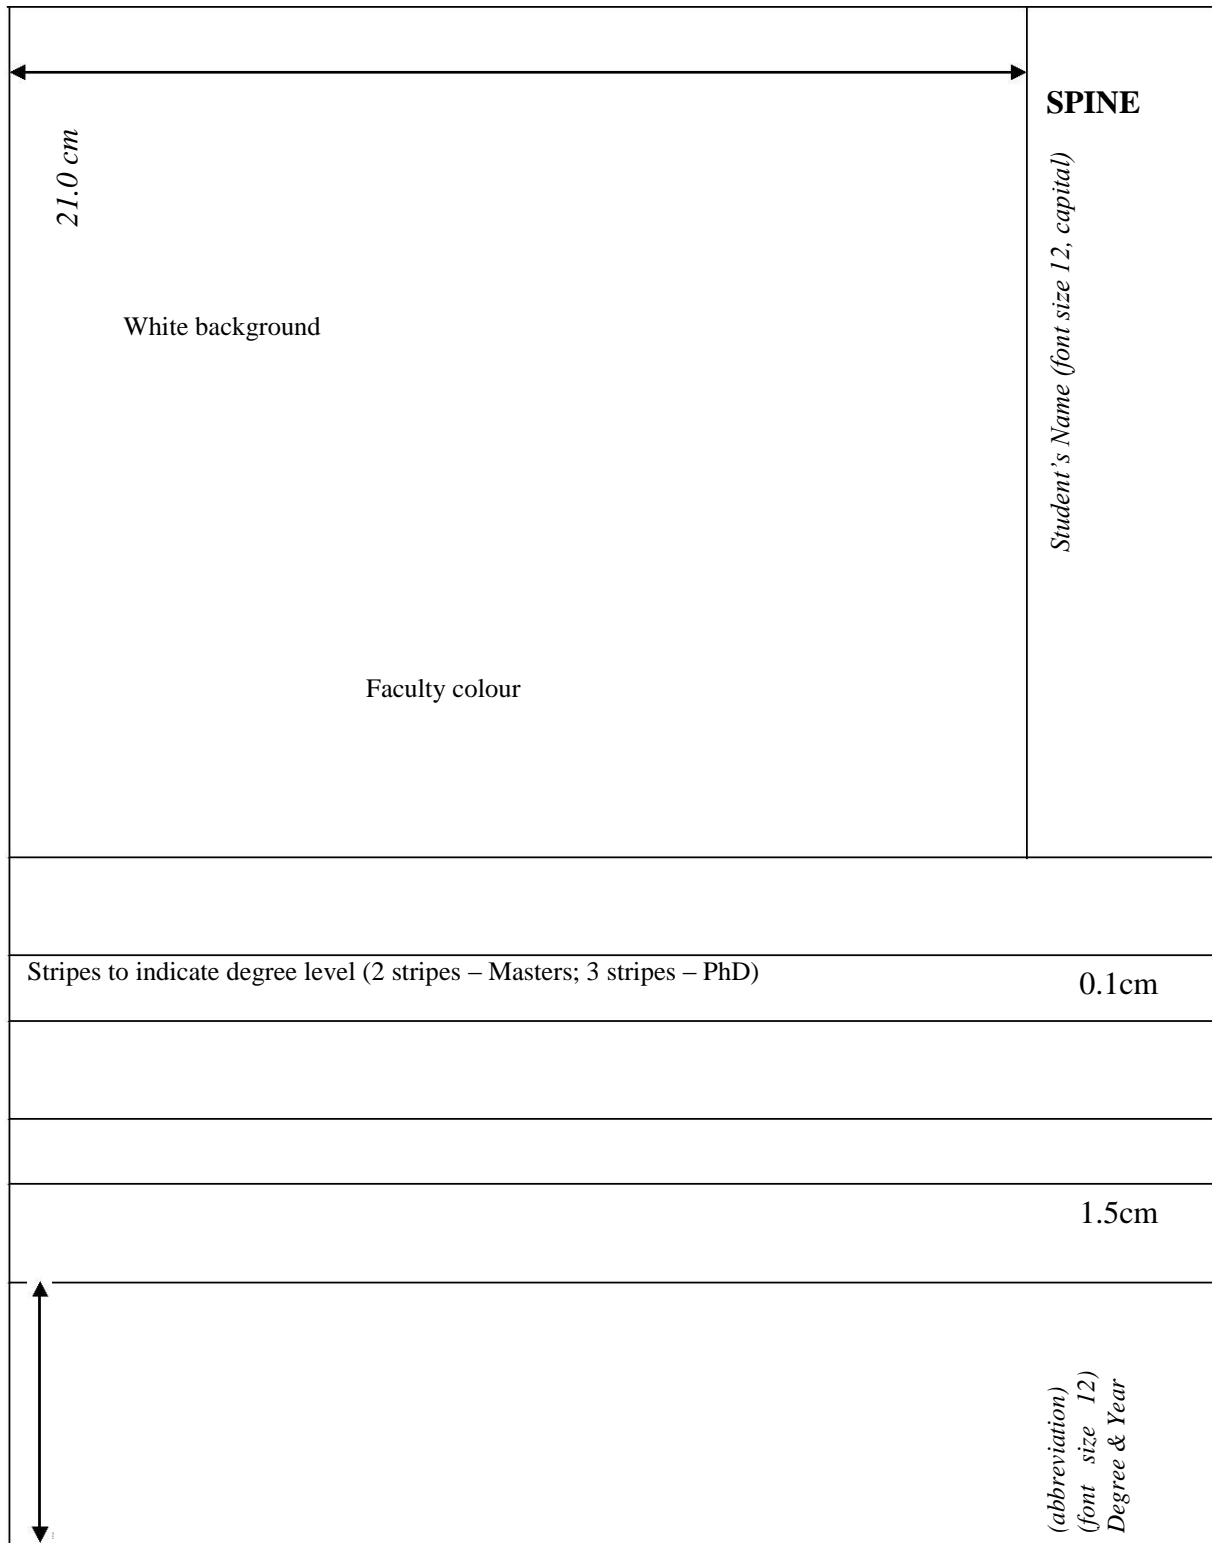 SPINE
21.0 cm
Student's Name (font size 12, capital)
White background
Faculty colour
Stripes to indicate degree level (2 stripes – Masters; 3 stripes – PhD)
0.1cm
1.5cm
(abbreviation)
(font size 12)
Degree & Year